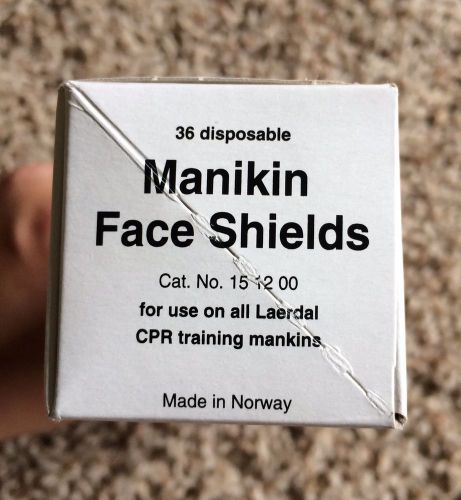 36 disposable
Manikin
Face Shields
Cat. No. 15 12 00
for use on all Laerdal
CPR training mankins
Made in Norway